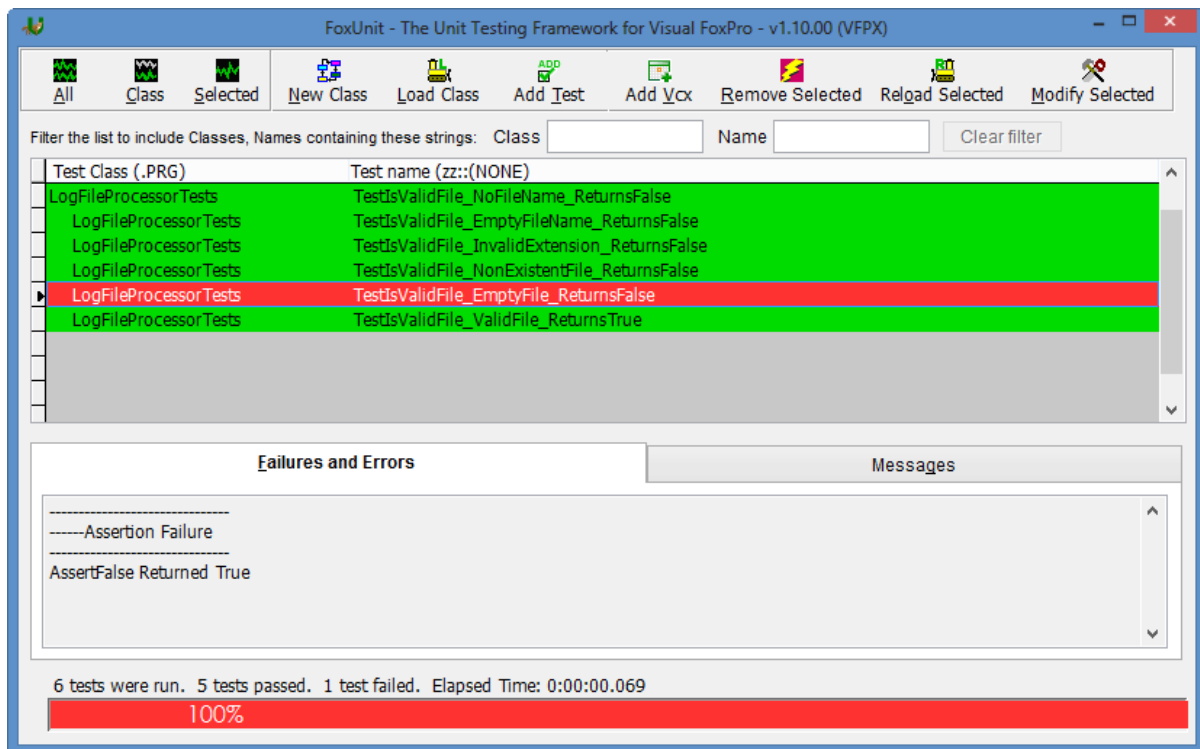 FoxUnit - The Unit Testing Framework for Visual FoxPro - v1.10.00 (VFPX)
All Class Selected New Class Load Class Add Test Add Vcx Remove Selected Reload Selected Modify Selected
Filter the list to include Classes, Names containing these strings: Class Name Clear filter
Test Class (.PRG) Test name (zz::(NONE)
LogFileProcessorTests TestIsValidFile_NoFileName_ReturnsFalse
LogFileProcessorTests TestIsValidFile_EmptyFileName_ReturnsFalse
LogFileProcessorTests TestIsValidFile_InvalidExtension_ReturnsFalse
LogFileProcessorTests TestIsValidFile_NonExistentFile_ReturnsFalse
LogFileProcessorTests TestIsValidFile_EmptyFile_ReturnsFalse
LogFileProcessorTests TestIsValidFile_ValidFile_ReturnsTrue
Failures and Errors Messages
-------------------------------
------Assertion Failure
-------------------------------
AssertFalse Returned True
6 tests were run. 5 tests passed. 1 test failed. Elapsed Time: 0:00:00.069
100%